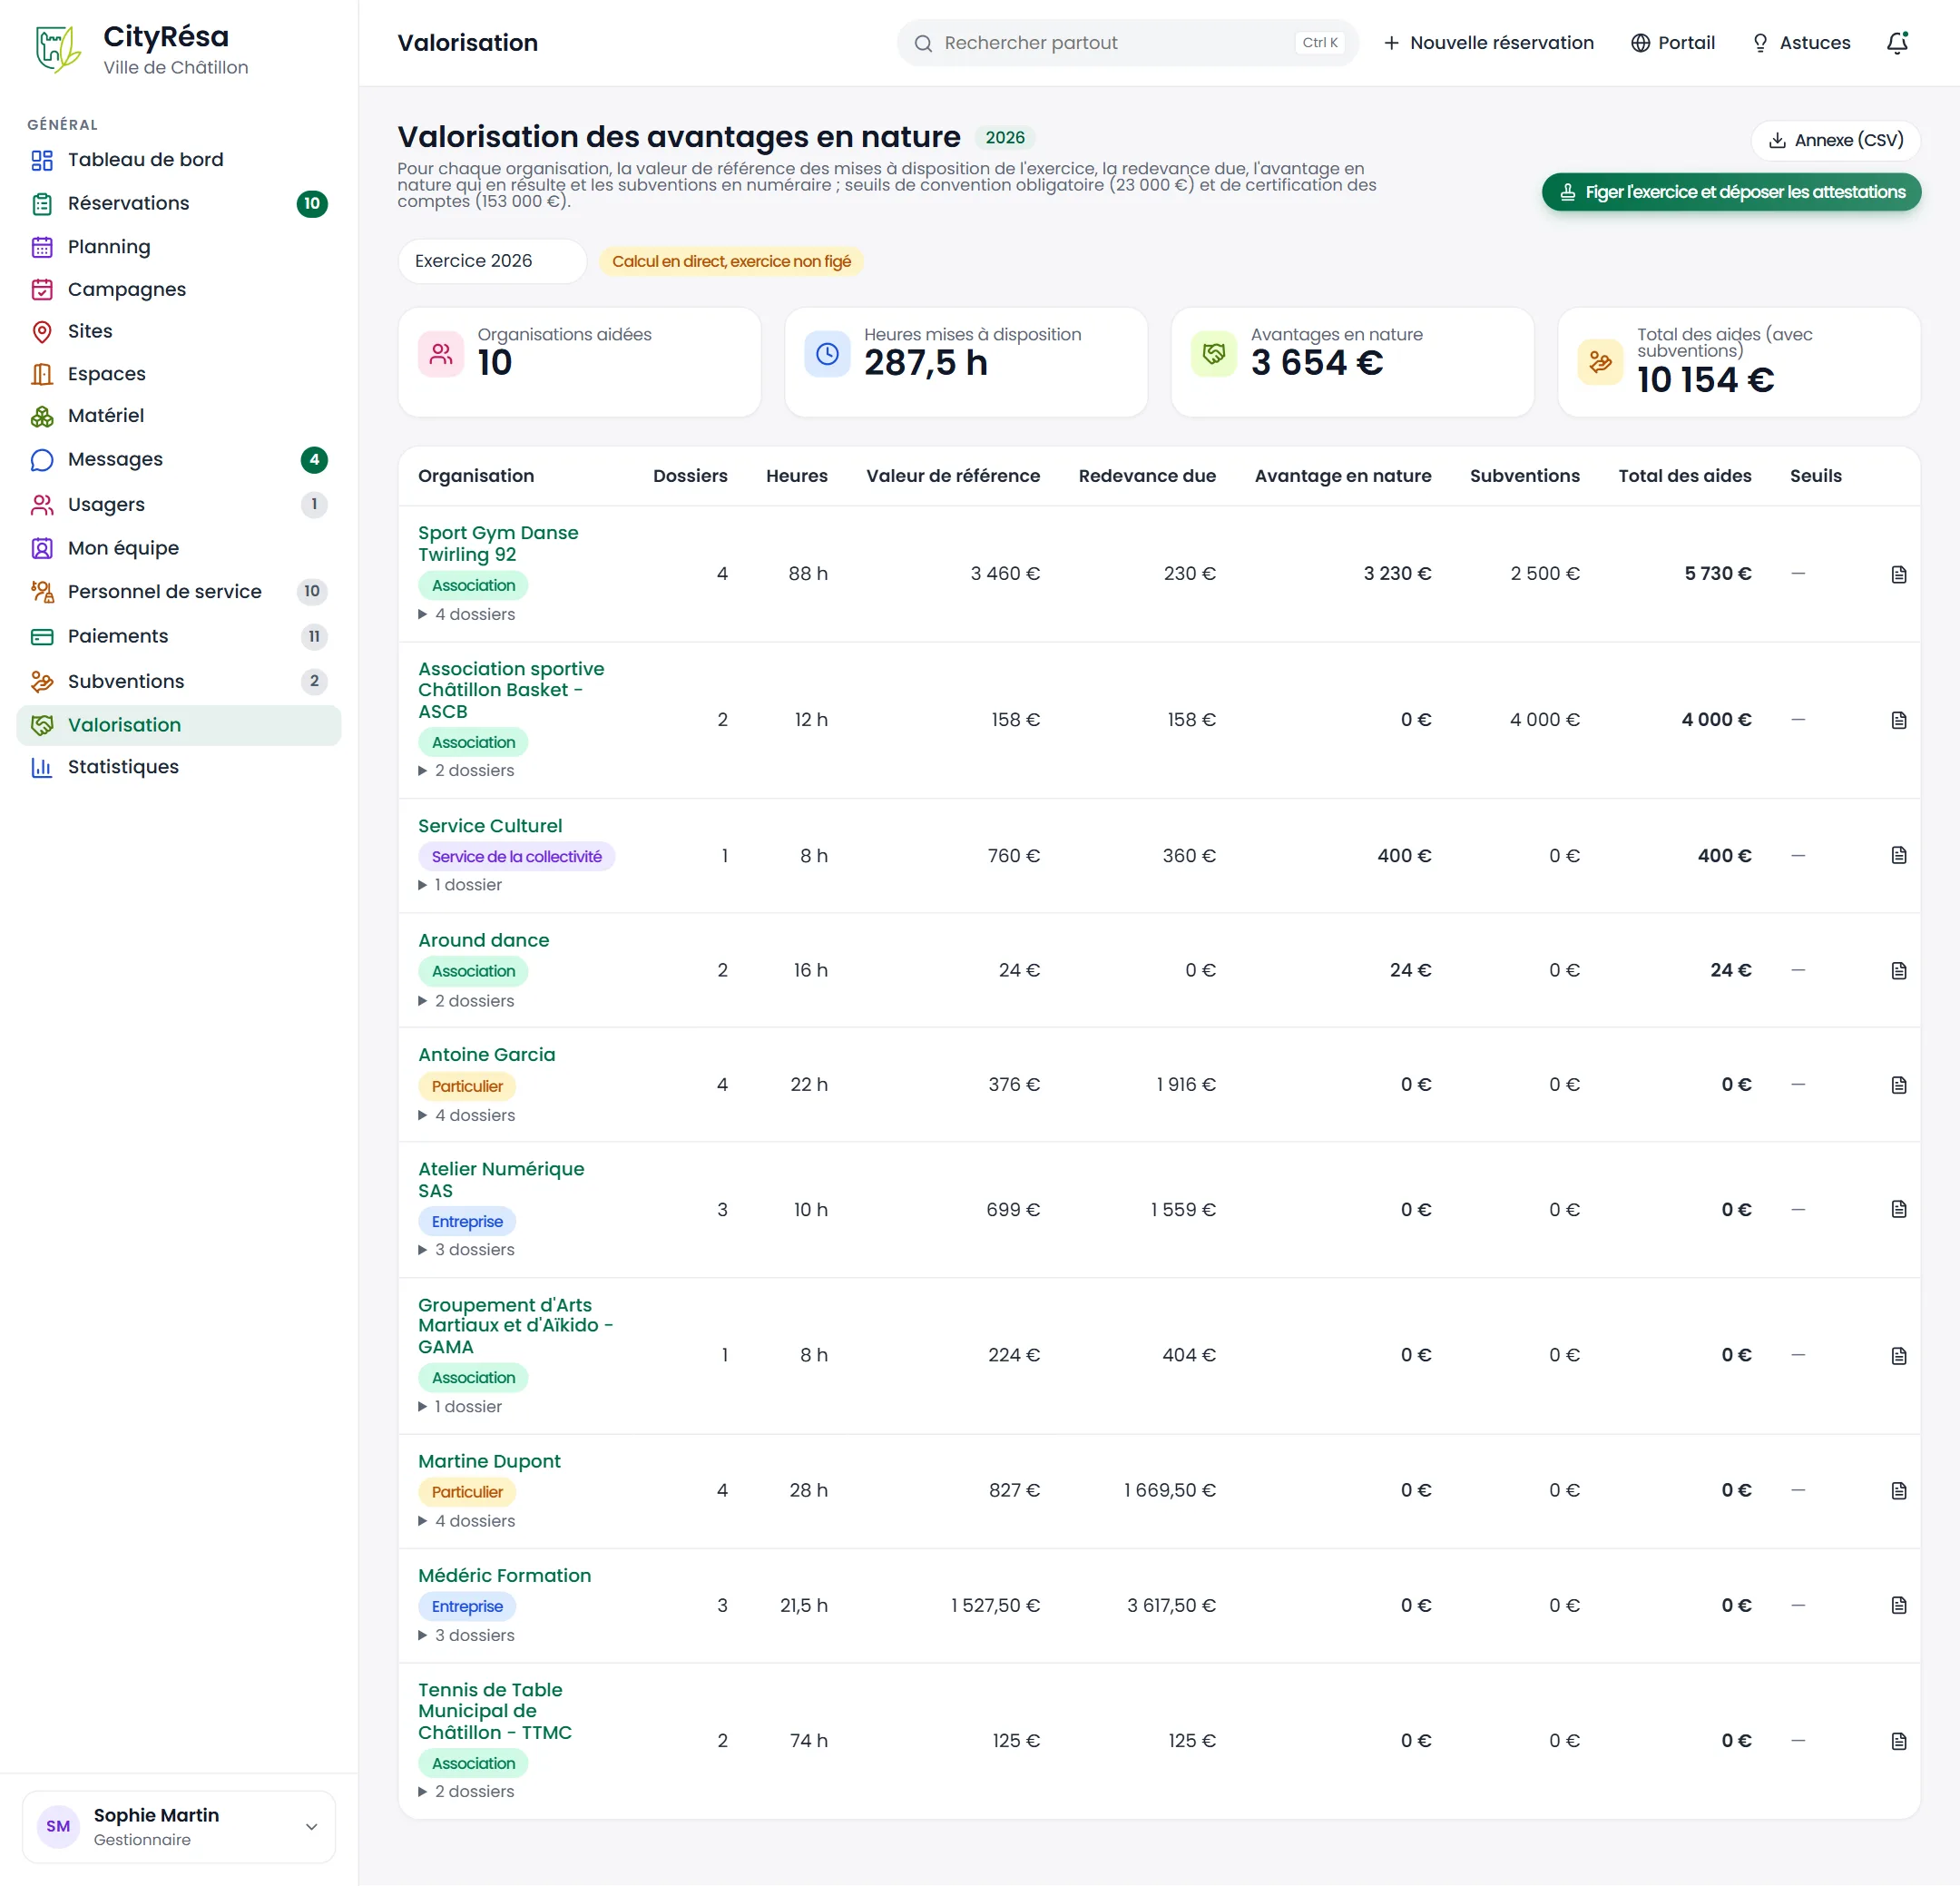 CityRésa
Ville de Châtillon
GÉNÉRAL
Tableau de bord
Réservations 10
Planning
Campagnes
Sites
Espaces
Matériel
Messages 4
Usagers 1
Mon équipe
Personnel de service 10
Paiements 11
Subventions 2
Valorisation
Statistiques
SM
Sophie Martin
Gestionnaire
Valorisation
Rechercher partout Ctrl K
Nouvelle réservation
Portail
Astuces
Valorisation des avantages en nature 2026
Pour chaque organisation, la valeur de référence des mises à disposition de l'exercice, la redevance due, l'avantage en
nature qui en résulte et les subventions en numéraire ; seuils de convention obligatoire (23 000 €) et de certification des
comptes (153 000 €).
Annexe (CSV)
Figer l'exercice et déposer les attestations
Exercice 2026
Calcul en direct, exercice non figé
Organisations aidées
10
Heures mises à disposition
287,5 h
Avantages en nature
3 654 €
Total des aides (avec
subventions)
10 154 €
Organisation Dossiers Heures Valeur de référence Redevance due Avantage en nature Subventions Total des aides Seuils
Sport Gym Danse
Twirling 92
Association
4 dossiers
4 88 h 3 460 € 230 € 3 230 € 2 500 € 5 730 € —
Association sportive
Châtillon Basket -
ASCB
Association
2 dossiers
2 12 h 158 € 158 € 0 € 4 000 € 4 000 € —
Service Culturel
Service de la collectivité
1 dossier
1 8 h 760 € 360 € 400 € 0 € 400 € —
Around dance
Association
2 dossiers
2 16 h 24 € 0 € 24 € 0 € 24 € —
Antoine Garcia
Particulier
4 dossiers
4 22 h 376 € 1 916 € 0 € 0 € 0 € —
Atelier Numérique
SAS
Entreprise
3 dossiers
3 10 h 699 € 1 559 € 0 € 0 € 0 € —
Groupement d'Arts
Martiaux et d'Aïkido -
GAMA
Association
1 dossier
1 8 h 224 € 404 € 0 € 0 € 0 € —
Martine Dupont
Particulier
4 dossiers
4 28 h 827 € 1 669,50 € 0 € 0 € 0 € —
Médéric Formation
Entreprise
3 dossiers
3 21,5 h 1 527,50 € 3 617,50 € 0 € 0 € 0 € —
Tennis de Table
Municipal de
Châtillon - TTMC
Association
2 dossiers
2 74 h 125 € 125 € 0 € 0 € 0 € —